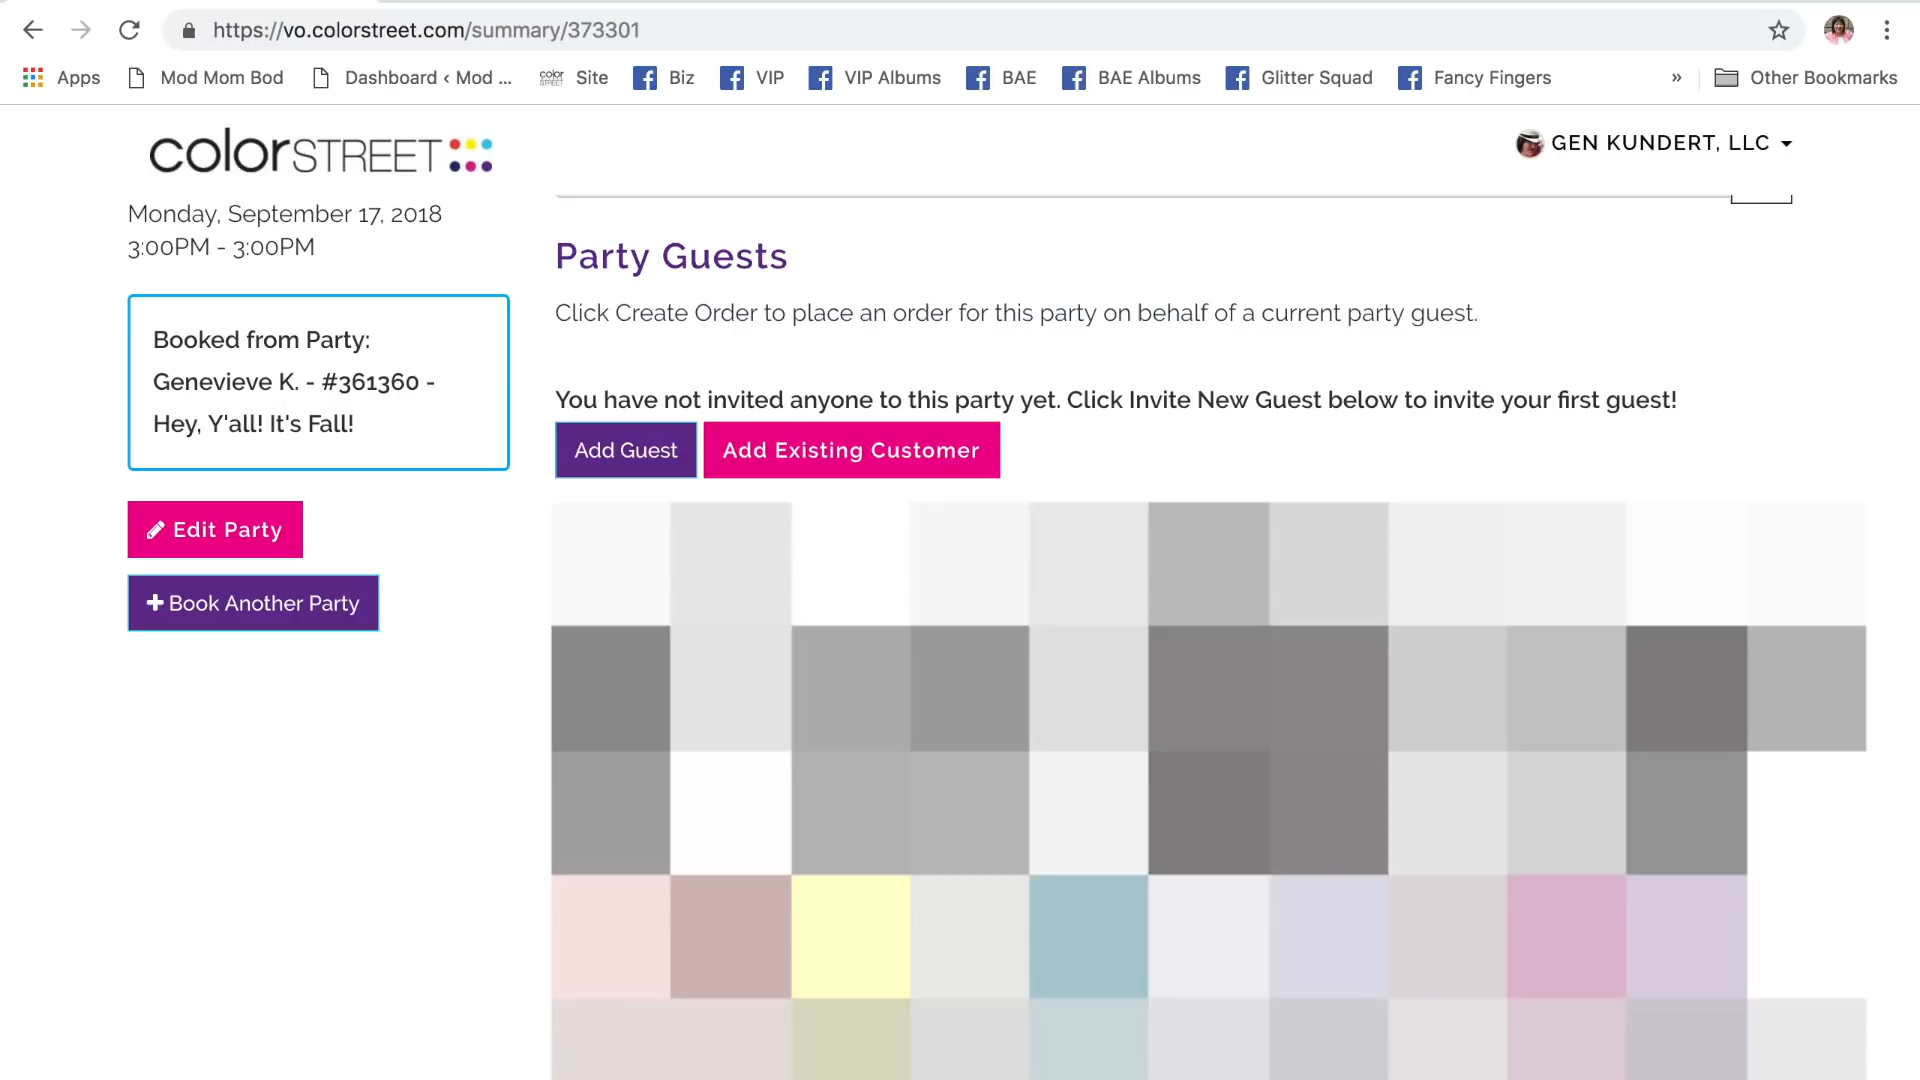 https://vo.colorstreet.com/summary/373301
Apps Mod Mom Bod Dashboard ‹ Mod ... color STREET Site Biz VIP VIP Albums BAE BAE Albums Glitter Squad Fancy Fingers » Other Bookmarks
colorSTREET
GEN KUNDERT, LLC
Monday, September 17, 2018
3:00PM - 3:00PM
Booked from Party:
Genevieve K. - #361360 -
Hey, Y'all! It's Fall!
Edit Party
Book Another Party
Party Guests
Click Create Order to place an order for this party on behalf of a current party guest.
You have not invited anyone to this party yet. Click Invite New Guest below to invite your first guest!
Add Guest Add Existing Customer